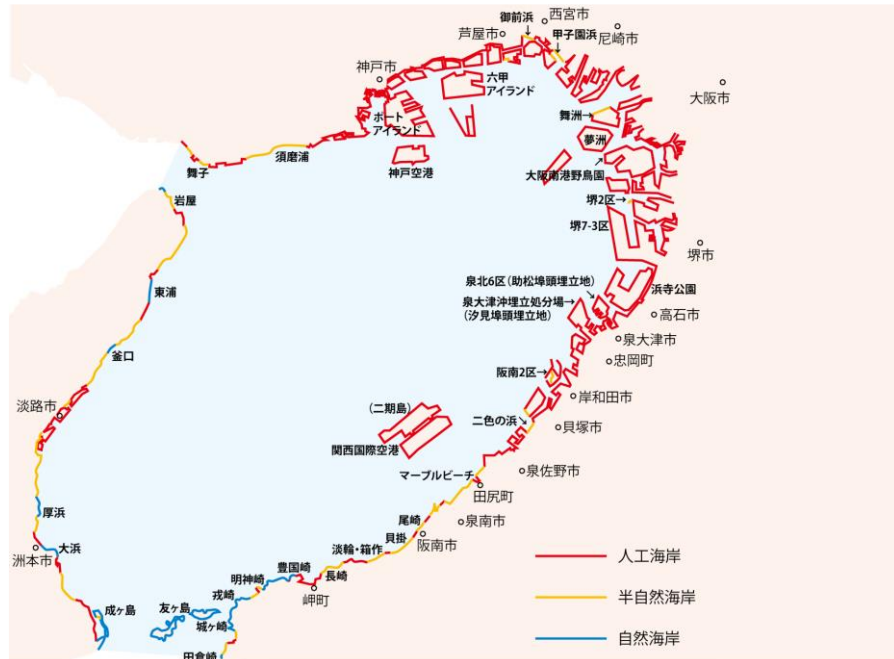 御前浜
西宮市
芦屋市
甲子園浜
尼崎市
神戸市
六甲
アイランド
大阪市
ポート
アイランド
舞洲→
夢洲
須磨浦
舞子
神戸空港
大阪南港野鳥園
岩屋
堺2区→
堺7-3区
堺市
泉北6区(助松埠頭埋立地)
浜寺公園
東浦
泉大津沖埋立処分場→
(汐見埠頭埋立地)
高石市
泉大津市
釜口
忠岡町
阪南2区→
淡路市
岸和田市
(二期島)
二色の浜
貝塚市
関西国際空港
マーブルビーチ
泉佐野市
田尻町
厚浜
尾崎
泉南市
貝掛
阪南市
大浜
淡輪・箱作
洲本市
豊国崎
長崎
人工海岸
明神崎
岬町
戎崎
半自然海岸
成ヶ島
友ヶ島
城ヶ崎
自然海岸
田倉崎